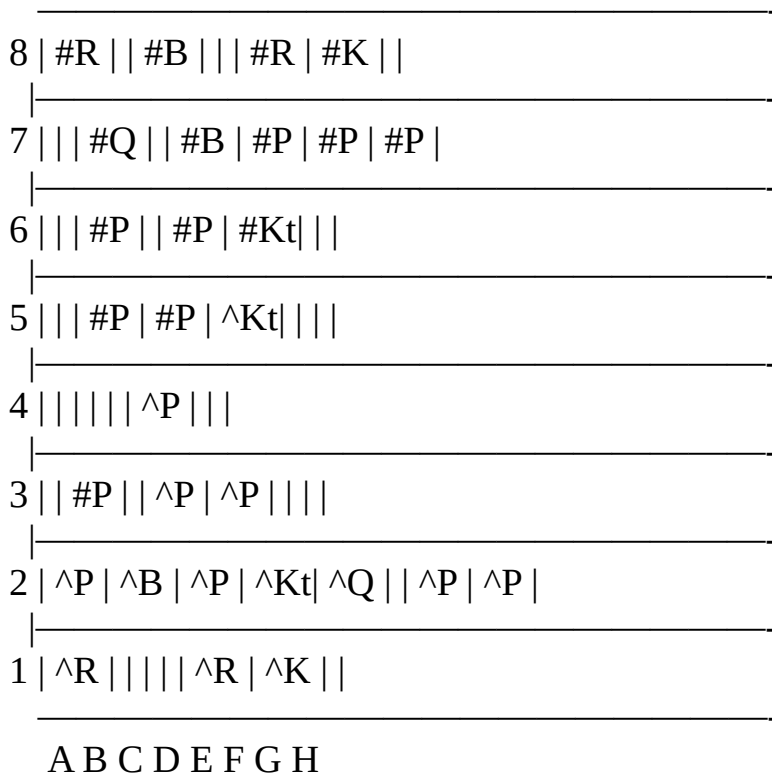 8 | #R | | #B | | | #R | #K | |
7 | | | #Q | | #B | #P | #P | #P |
6 | | | #P | | #P | #Kt| | |
5 | | | #P | #P | ^Kt| | | |
4 | | | | | | ^P | | |
3 | | #P | | ^P | ^P | | | |
2 | ^P | ^B | ^P | ^Kt| ^Q | | ^P | ^P |
1 | ^R | | | | | ^R | ^K | |
A B C D E F G H